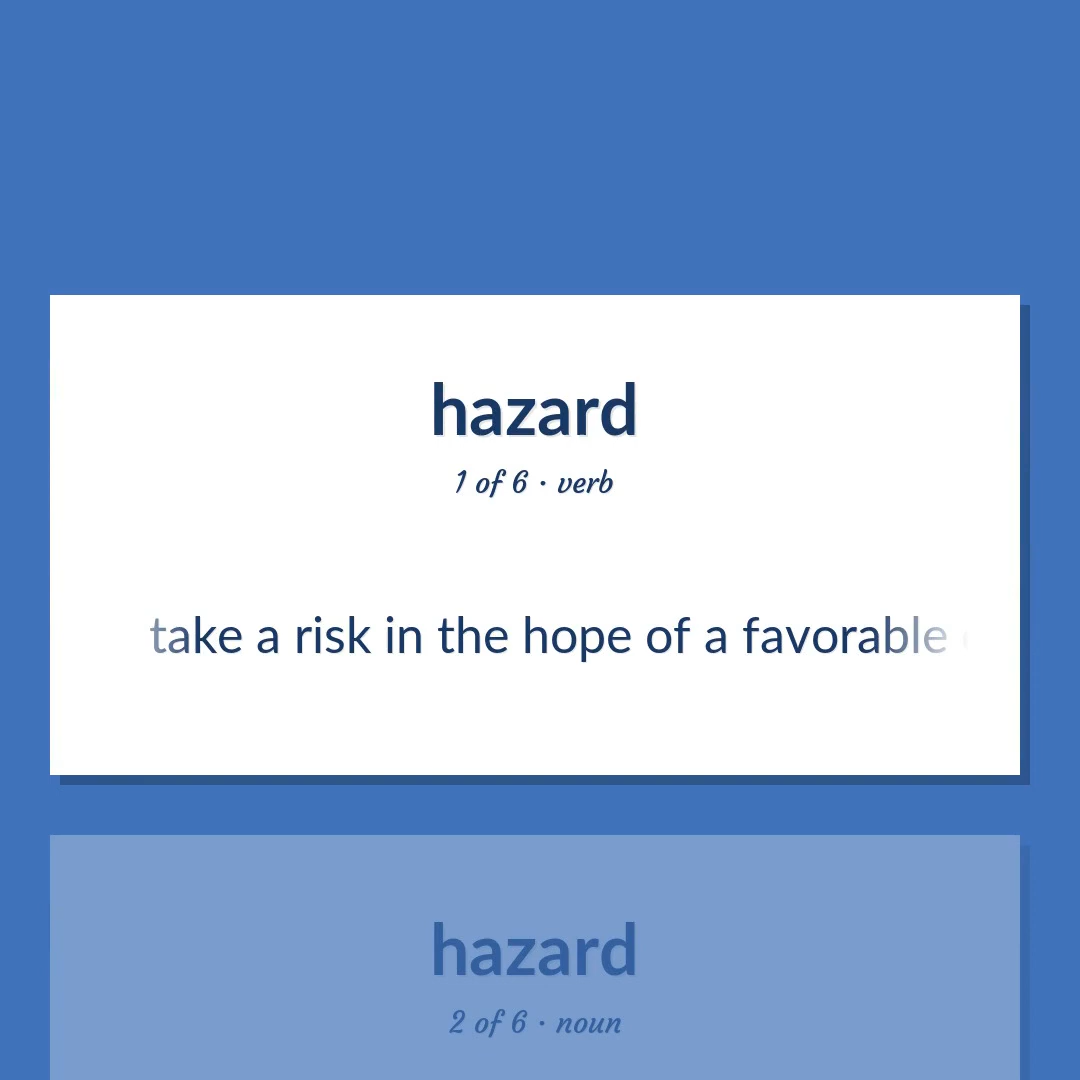 hazard
1 of 6 · verb
take a risk in the hope of a favorable
hazard
2 of 6 · noun